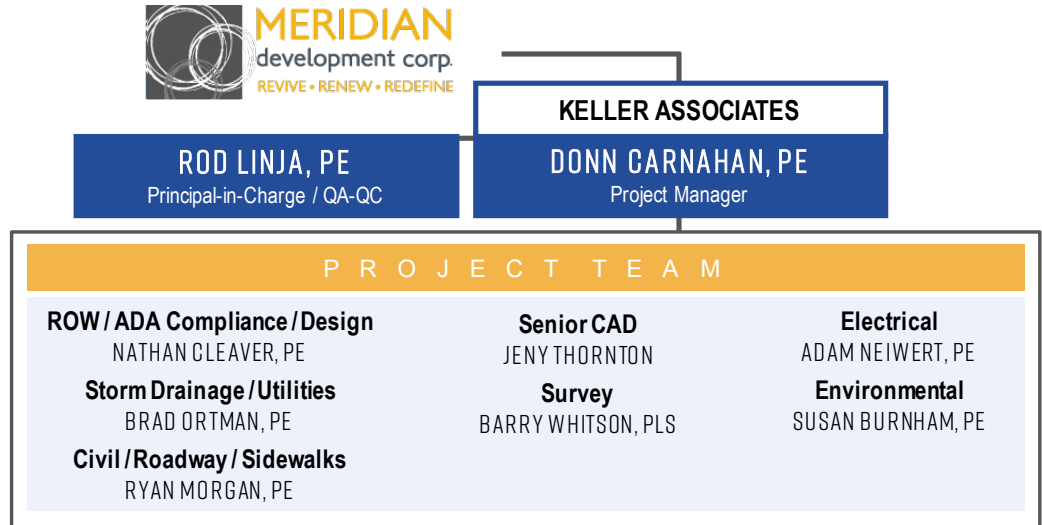 MERIDIAN
development corp.
REVIVE • RENEW • REDEFINE
KELLER ASSOCIATES
ROD LINJA, PE
Principal-in-Charge / QA-QC
DONN CARNAHAN, PE
Project Manager
PROJECT TEAM
ROW / ADA Compliance / Design
NATHAN CLEAVER, PE
Storm Drainage / Utilities
BRAD ORTMAN, PE
Civil / Roadway / Sidewalks
RYAN MORGAN, PE
Senior CAD
JENY THORNTON
Survey
BARRY WHITSON, PLS
Electrical
ADAM NEIWERT, PE
Environmental
SUSAN BURNHAM, PE